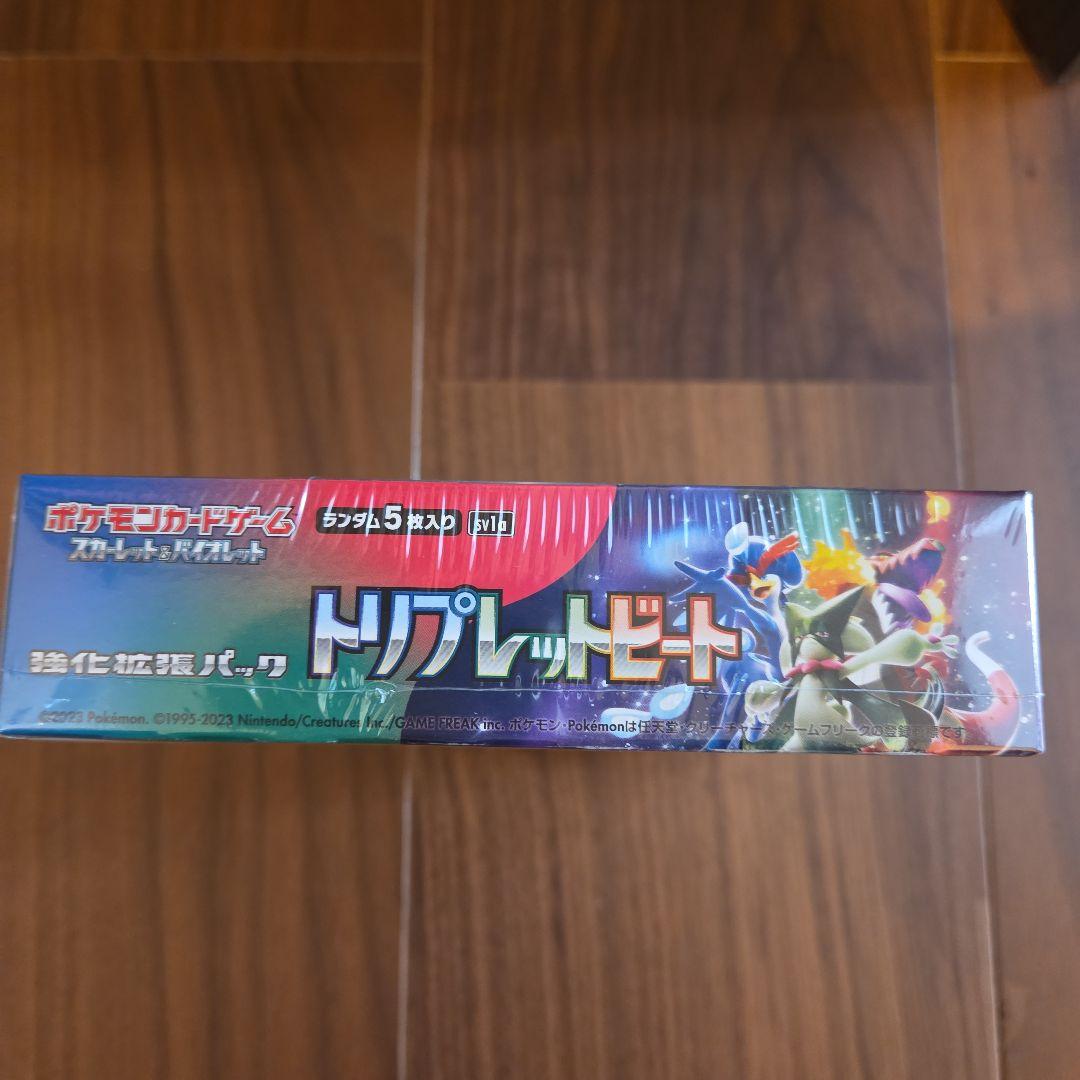 ポケモンカードゲーム
スカーレット&バイオレット
ランダム5枚入り
sv1a
強化拡張パック
トリプレットビート
©2023 Pokémon. ©1995-2023 Nintendo/Creatures Inc./GAME FREAK inc. ポケモン・Pokémonは任天堂・クリーチャーズ・ゲームフリークの登録商標です。